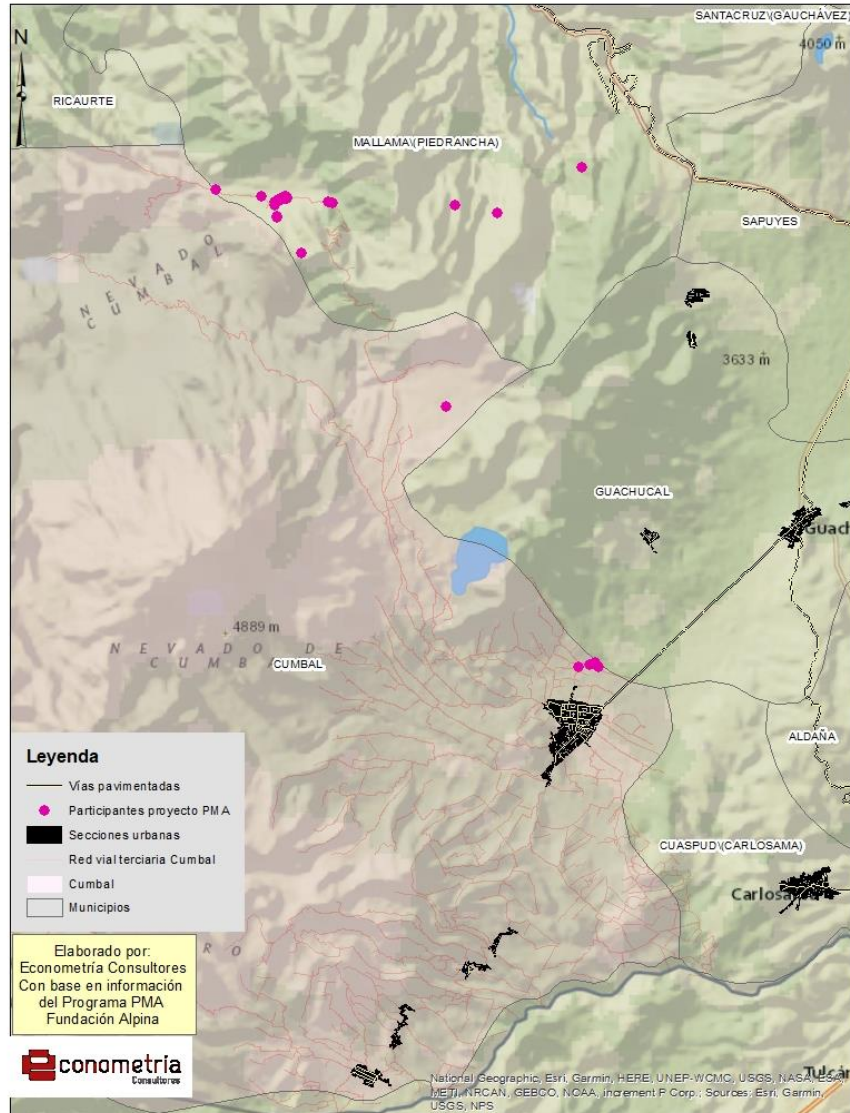 SANTACRUZ\(GAUCHÁVEZ)
4050 m
N
RICAURTE
MALLAMA\(PIEDRANCHA)
SAPUYES
NEVADO
CUMBAL
3633 m
GUACHUCAL
Guach
4889 m
NEVADO DE
CUMBA
CUMBAL
ALDAÑA
Leyenda
Vías pavimentadas
Participantes proyecto PMA
Secciones urbanas
Red vial terciaria Cumbal
Cumbal
Municipios
CUASPUD\(CARLOSAMA)
Carlosa
R O
Elaborado por:
Econometría Consultores
Con base en información
del Programa PMA
Fundación Alpina
econometría
Consultores
Tulcán
National Geographic, Esri, Garmin, HERE, UNEP-WCMC, USGS, NASA, ESA,
METI, NRCAN, GEBCO, NOAA, increment P Corp.; Sources: Esri, Garmin,
USGS, NPS